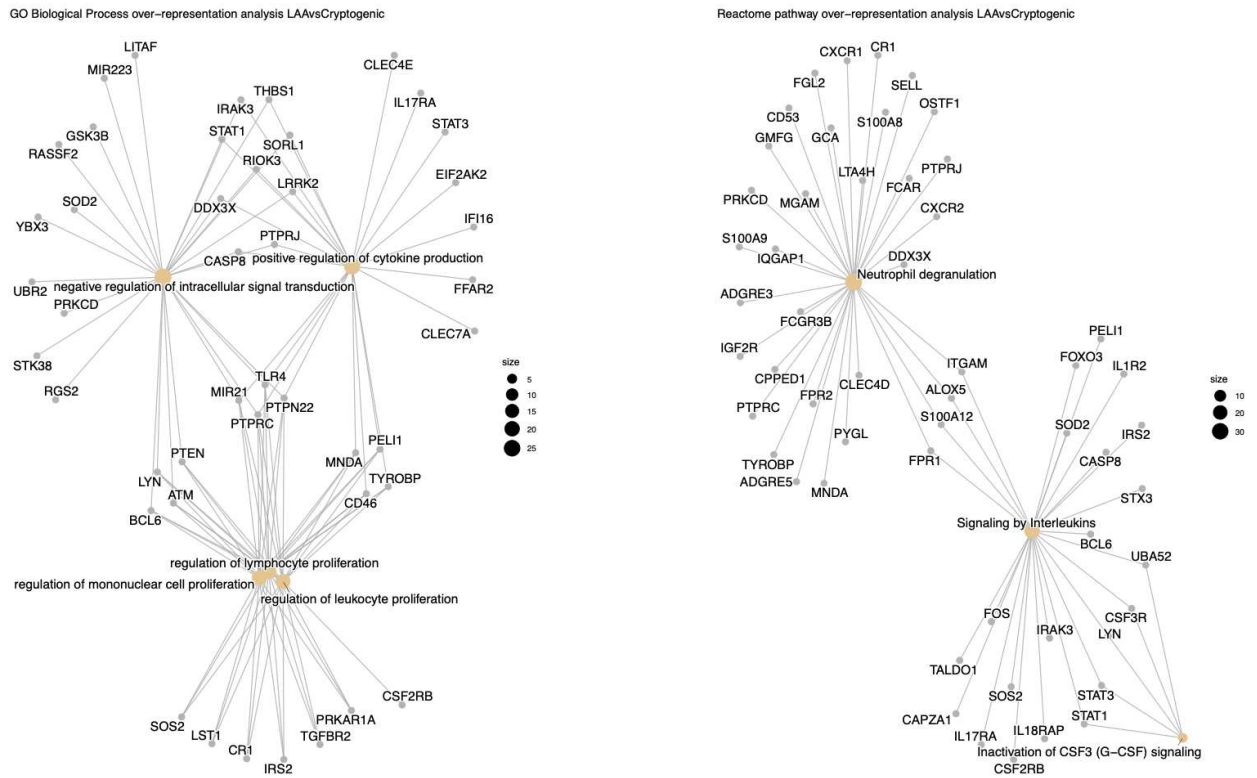 GO Biological Process over−representation analysis LAAvsCryptogenic
LITAF
MIR223
CLEC4E
THBS1
IRAK3
IL17RA
STAT1
STAT3
GSK3B
SORL1
RASSF2
RIOK3
LRRK2
EIF2AK2
SOD2
DDX3X
YBX3
IFI16
PTPRJ
CASP8
positive regulation of cytokine production
negative regulation of intracellular signal transduction
UBR2
FFAR2
PRKCD
CLEC7A
STK38
RGS2
TLR4
MIR21
PTPN22
PTPRC
PELI1
PTEN
MNDA
LYN
TYROBP
ATM
CD46
BCL6
regulation of lymphocyte proliferation
regulation of mononuclear cell proliferation
regulation of leukocyte proliferation
CSF2RB
SOS2
PRKAR1A
LST1
TGFBR2
CR1
IRS2
size
5
10
15
20
25
Reactome pathway over−representation analysis LAAvsCryptogenic
CXCR1
CR1
FGL2
SELL
OSTF1
CD53
S100A8
GMFG
GCA
LTA4H
PTPRJ
FCAR
PRKCD
MGAM
CXCR2
S100A9
IQGAP1
DDX3X
Neutrophil degranulation
ADGRE3
FCGR3B
PELI1
IGF2R
FOXO3
ITGAM
IL1R2
CPPED1
CLEC4D
ALOX5
FPR2
PTPRC
S100A12
PYGL
SOD2
IRS2
FPR1
CASP8
TYROBP
ADGRE5
MNDA
STX3
Signaling by Interleukins
BCL6
UBA52
FOS
CSF3R
IRAK3
LYN
TALDO1
SOS2
STAT3
CAPZA1
STAT1
IL17RA
IL18RAP
Inactivation of CSF3 (G−CSF) signaling
CSF2RB
size
10
20
30